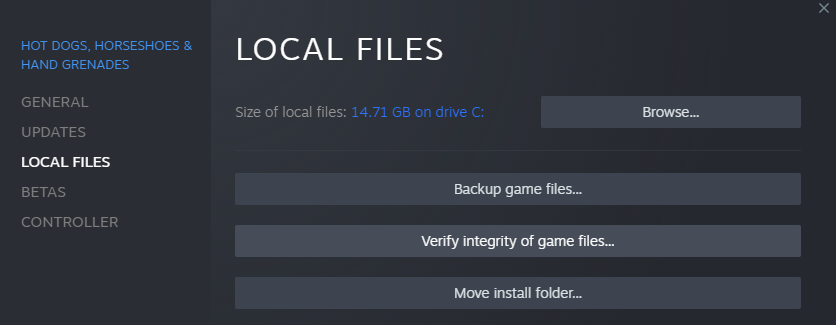 HOT DOGS, HORSESHOES &
HAND GRENADES
GENERAL
UPDATES
LOCAL FILES
BETAS
CONTROLLER
LOCAL FILES
Size of local files: 14.71 GB on drive C:
Browse...
Backup game files...
Verify integrity of game files...
Move install folder...